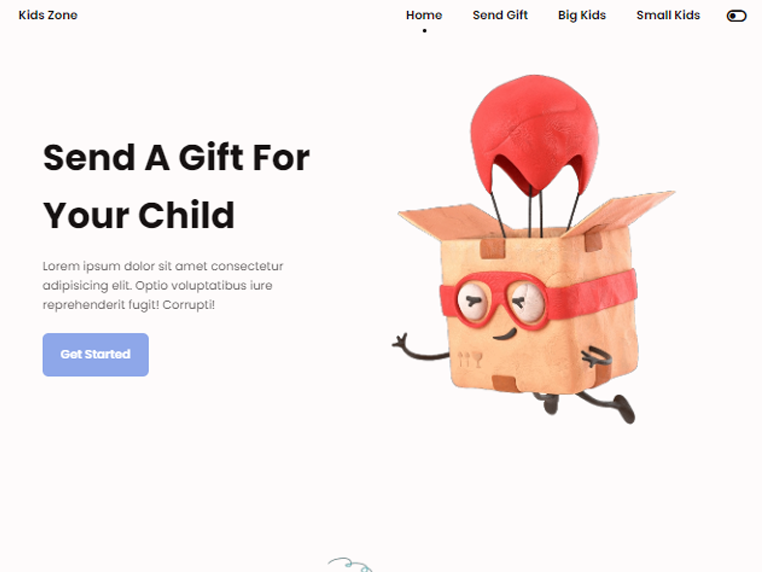 Kids Zone
Home
Send Gift
Big Kids
Small Kids
Send A Gift For
Your Child
Lorem ipsum dolor sit amet consectetur
adipisicing elit. Optio voluptatibus iure
reprehenderit fugit! Corrupti!
Get Started